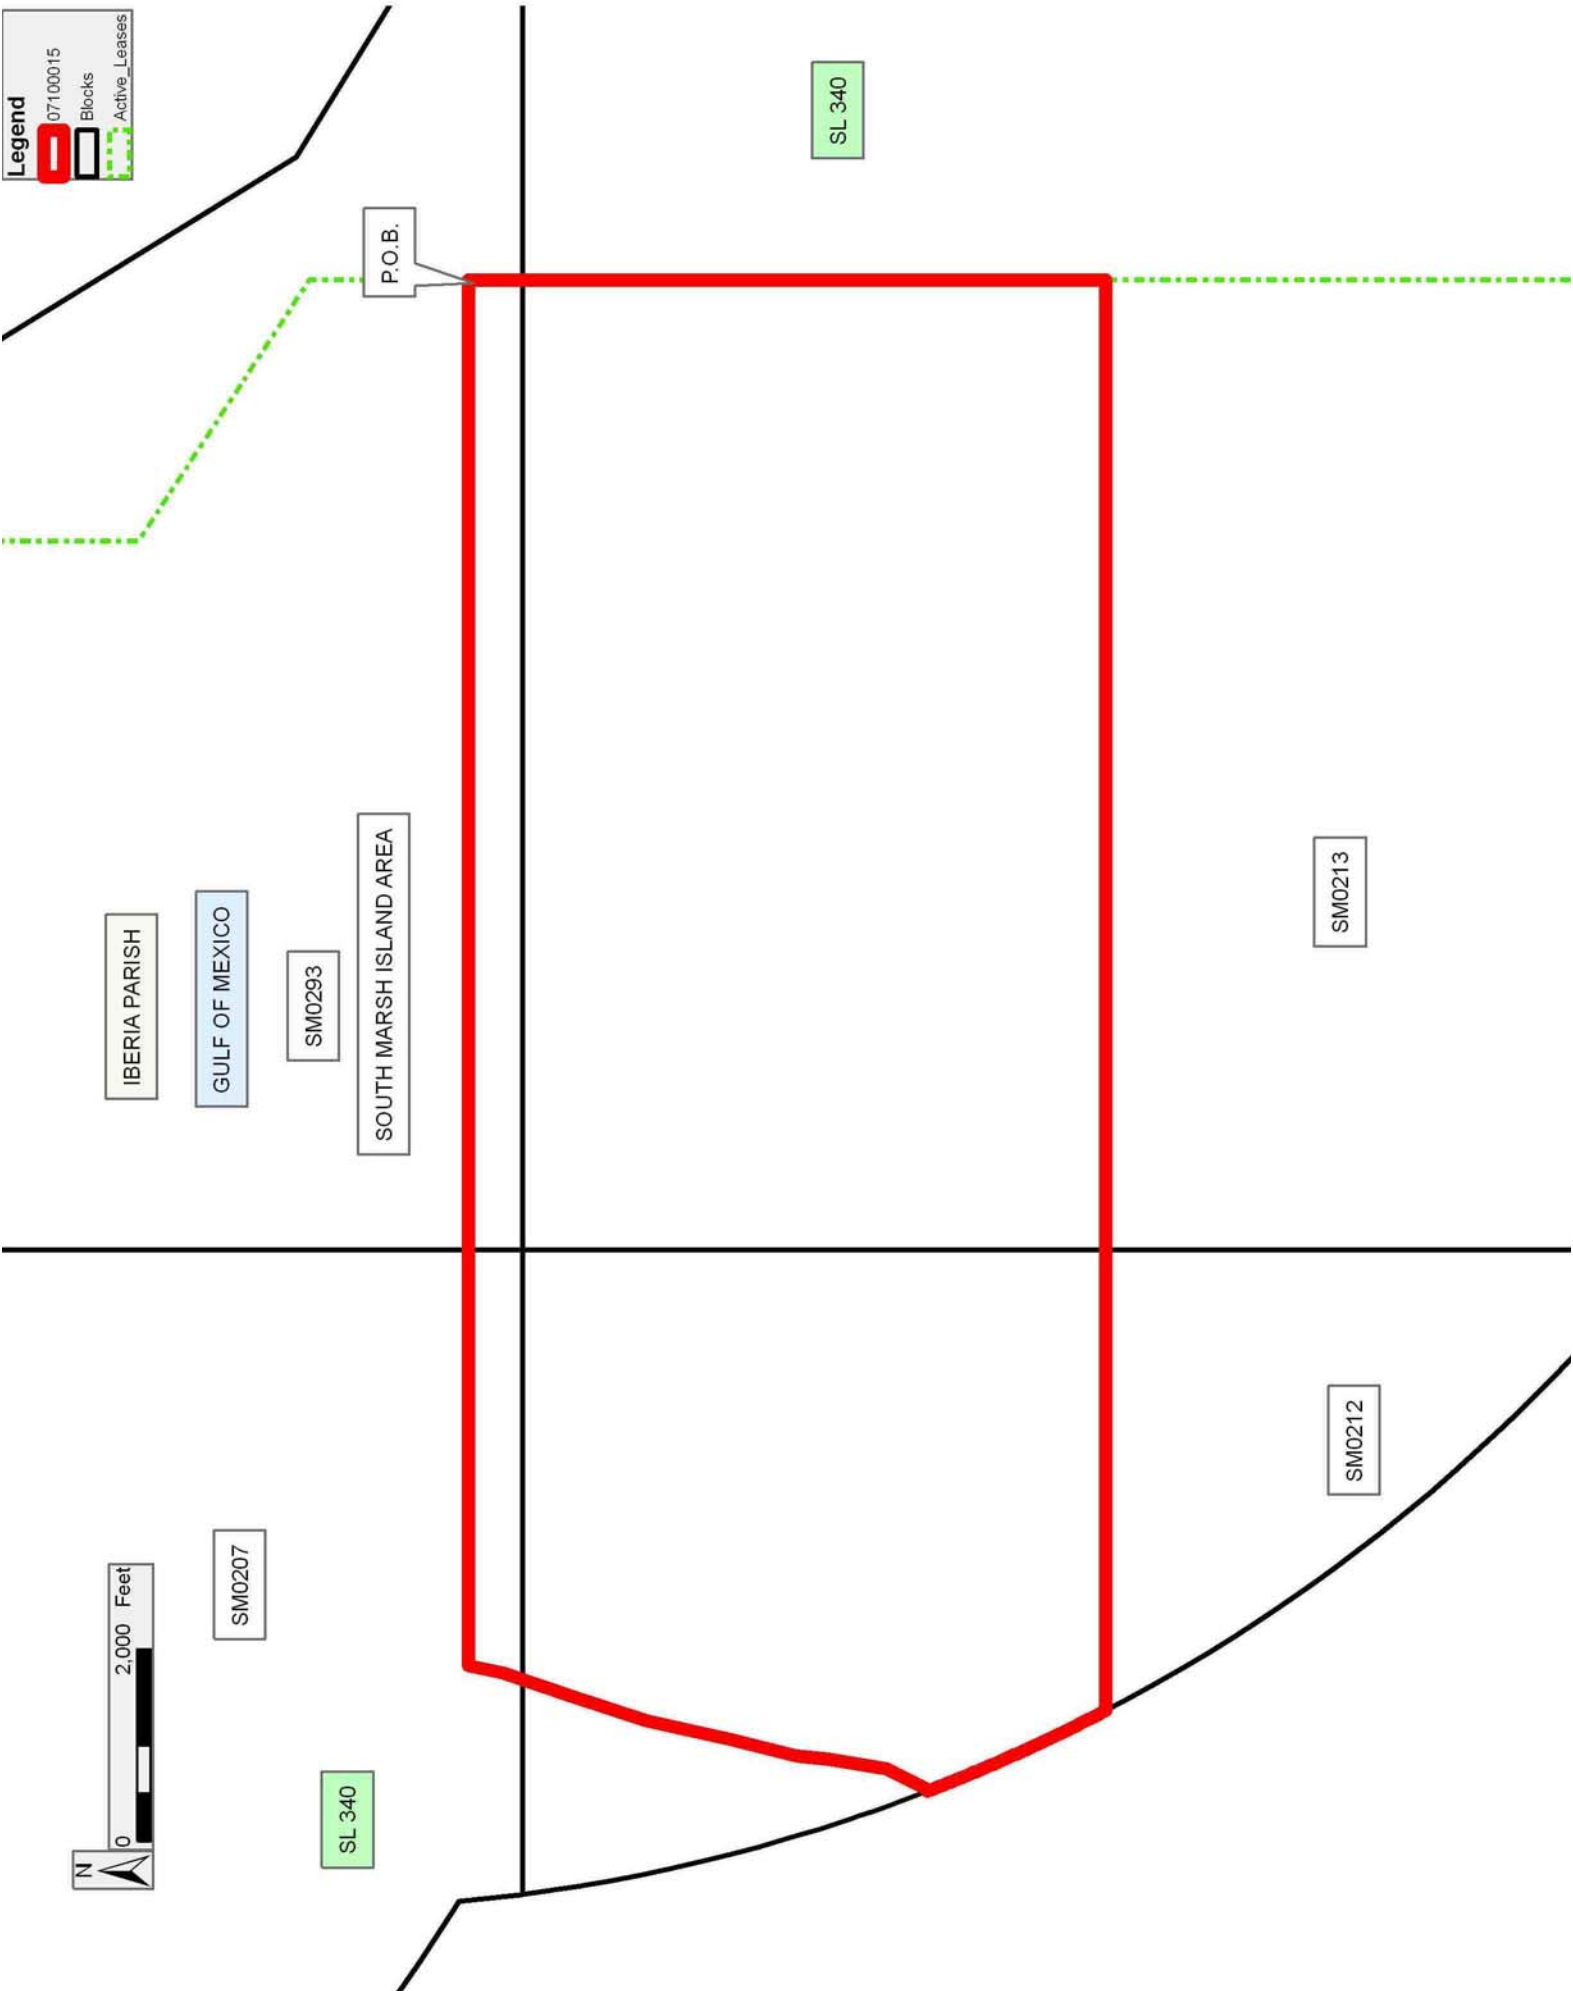 Legend
07100015
Blocks
Active_Leases
P.O.B.
SL 340
IBERIA PARISH
GULF OF MEXICO
SM0293
SOUTH MARSH ISLAND AREA
SM0213
SM0207
SM0212
SL 340
N
0 2,000 Feet